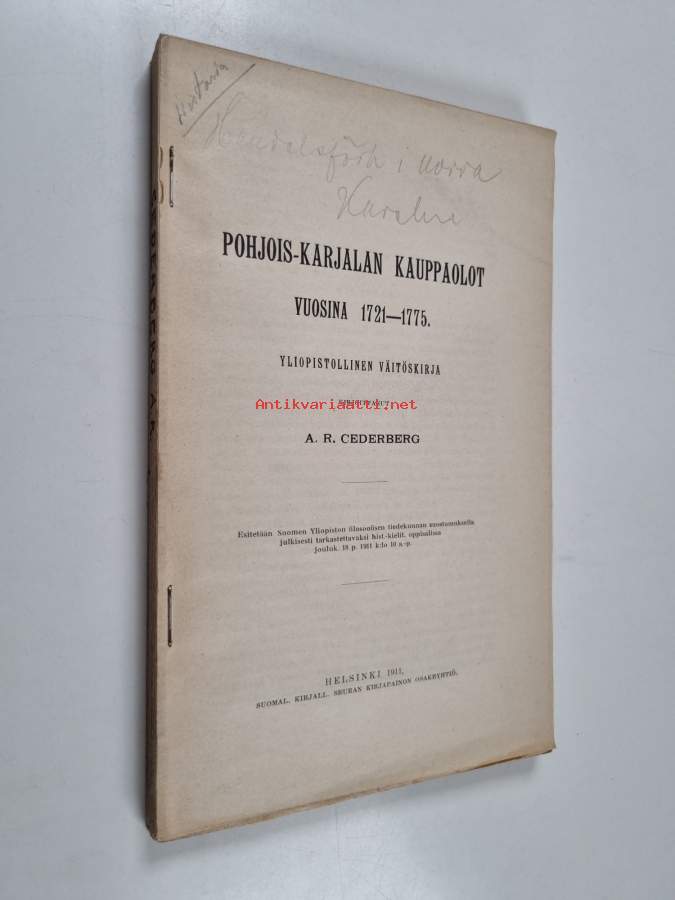 Historia
Handelsförh i norra
Karelen
POHJOIS-KARJALAN KAUPPAOLOT
VUOSINA 1721—1775.
YLIOPISTOLLINEN VÄITÖSKIRJA
Antikvariaatti.net
A. R. CEDERBERG
Esitetään Suomen Yliopiston filosoofisen tiedekunnan suostumuksella
julkisesti tarkastettavaksi hist.-kielit. oppisalissa
jouluk. 18 p. 1911 k:lo 10 a.-p.
HELSINKI 1911,
SUOMAL. KIRJALL. SEURAN KIRJAPAINON OSAKEYHTIÖ.